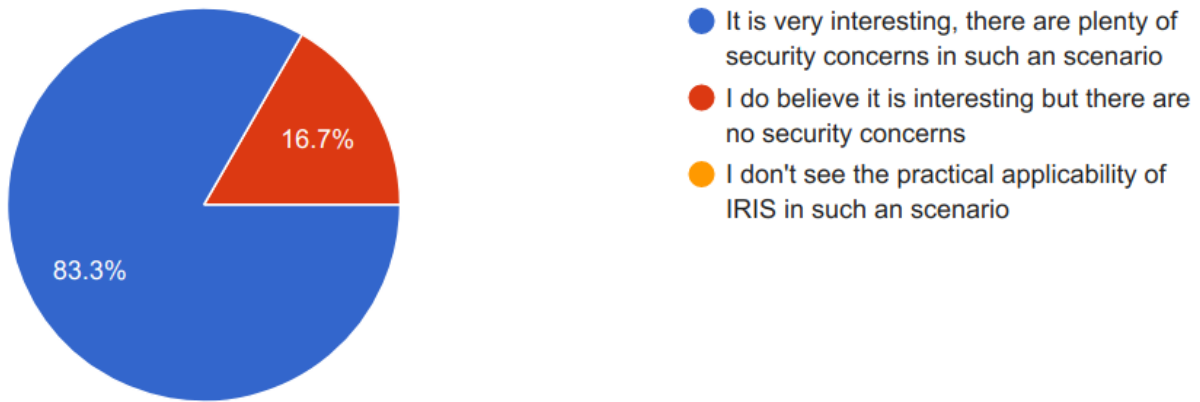 It is very interesting, there are plenty of
security concerns in such an scenario
I do believe it is interesting but there are
no security concerns
I don't see the practical applicability of
IRIS in such an scenario
16.7%
83.3%